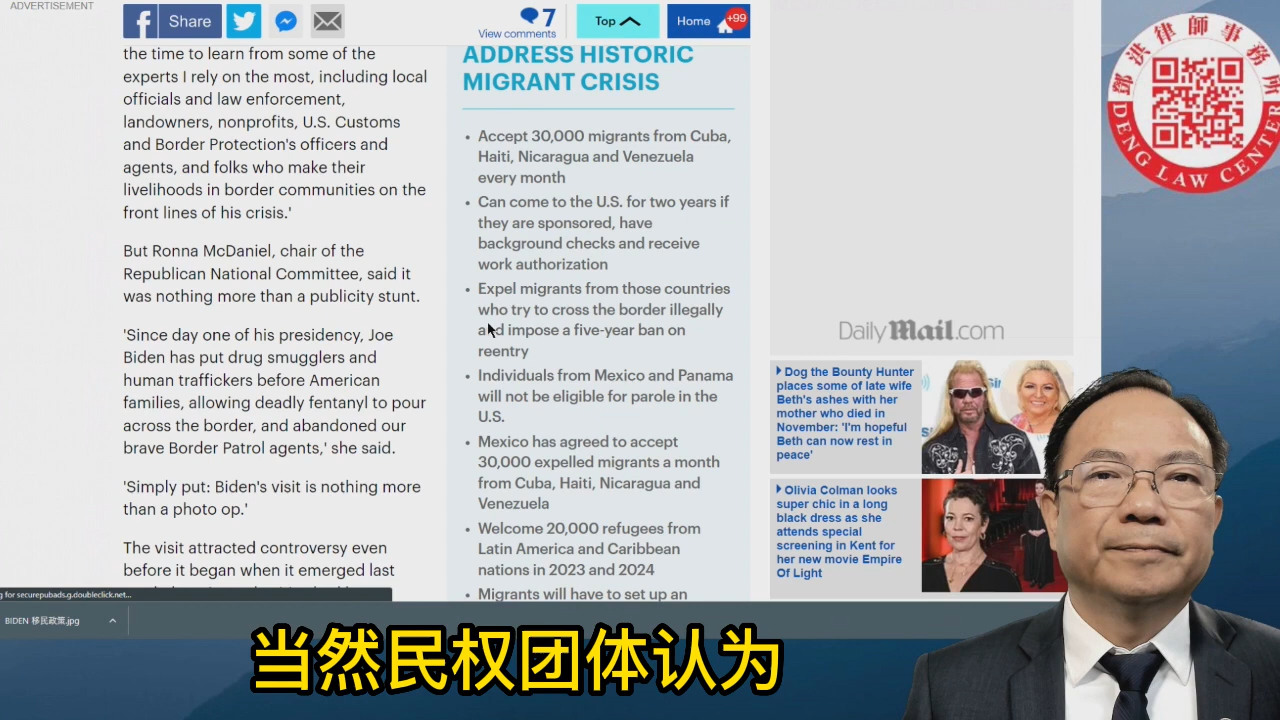 ADVERTISEMENT
Share
7
View comments
Top
Home
+99
the time to learn from some of the
experts I rely on the most, including local
officials and law enforcement,
landowners, nonprofits, U.S. Customs
and Border Protection's officers and
agents, and folks who make their
livelihoods in border communities on the
front lines of his crisis.'
But Ronna McDaniel, chair of the
Republican National Committee, said it
was nothing more than a publicity stunt.
'Since day one of his presidency, Joe
Biden has put drug smugglers and
human traffickers before American
families, allowing deadly fentanyl to pour
across the border, and abandoned our
brave Border Patrol agents,' she said.
'Simply put: Biden's visit is nothing more
than a photo op.'
The visit attracted controversy even
before it began when it emerged last
ADDRESS HISTORIC
MIGRANT CRISIS
• Accept 30,000 migrants from Cuba,
Haiti, Nicaragua and Venezuela
every month
• Can come to the U.S. for two years if
they are sponsored, have
background checks and receive
work authorization
• Expel migrants from those countries
who try to cross the border illegally
and impose a five-year ban on
reentry
• Individuals from Mexico and Panama
will not be eligible for parole in the
U.S.
• Mexico has agreed to accept
30,000 expelled migrants a month
from Cuba, Haiti, Nicaragua and
Venezuela
• Welcome 20,000 refugees from
Latin America and Caribbean
nations in 2023 and 2024
• Migrants will have to set up an
DailyMail.com
Dog the Bounty Hunter
places some of late wife
Beth's ashes with her
mother who died in
November: 'I'm hopeful
Beth can now rest in
peace'
Olivia Colman looks
super chic in a long
black dress as she
attends special
screening in Kent for
her new movie Empire
Of Light
鄧洪律師事務所
DENG LAW CENTER
g for securepubads.g.doubleclick.net...
BIDEN 移民政策.jpg
当然民权团体认为